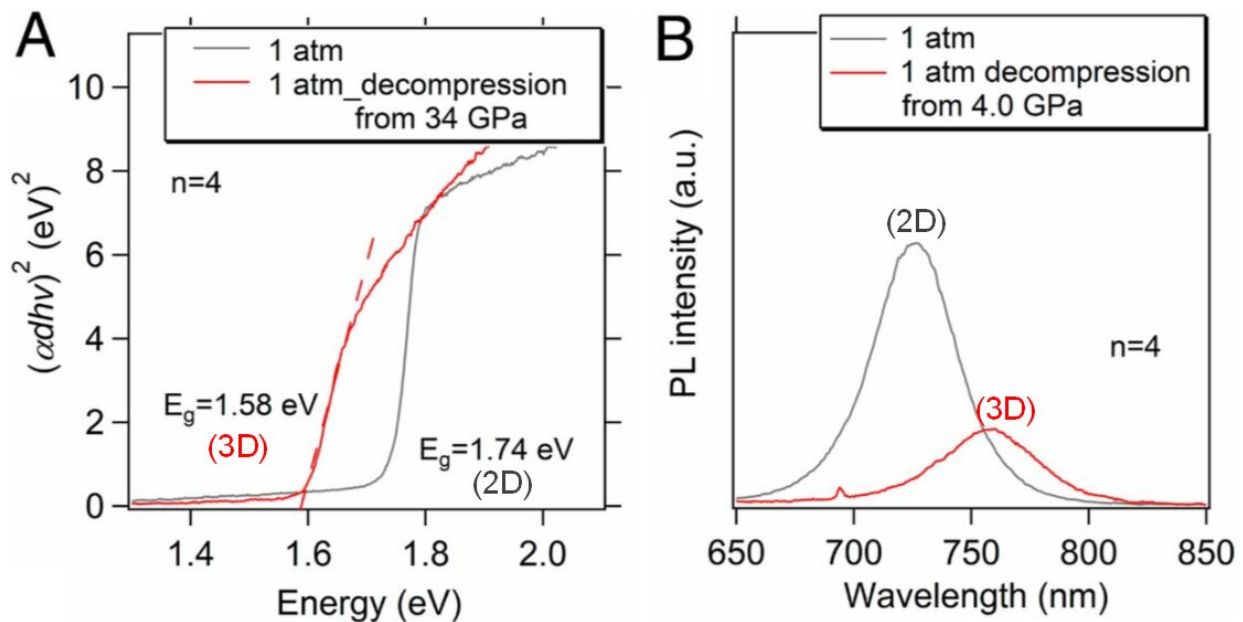 A
1 atm
1 atm_decompression
from 34 GPa
n=4
(αdhν)² (eV)²
10
8
6
4
2
0
E_g=1.58 eV
(3D)
E_g=1.74 eV
(2D)
1.4 1.6 1.8 2.0
Energy (eV)
B
1 atm
1 atm decompression
from 4.0 GPa
PL intensity (a.u.)
(2D)
n=4
(3D)
650 700 750 800 850
Wavelength (nm)